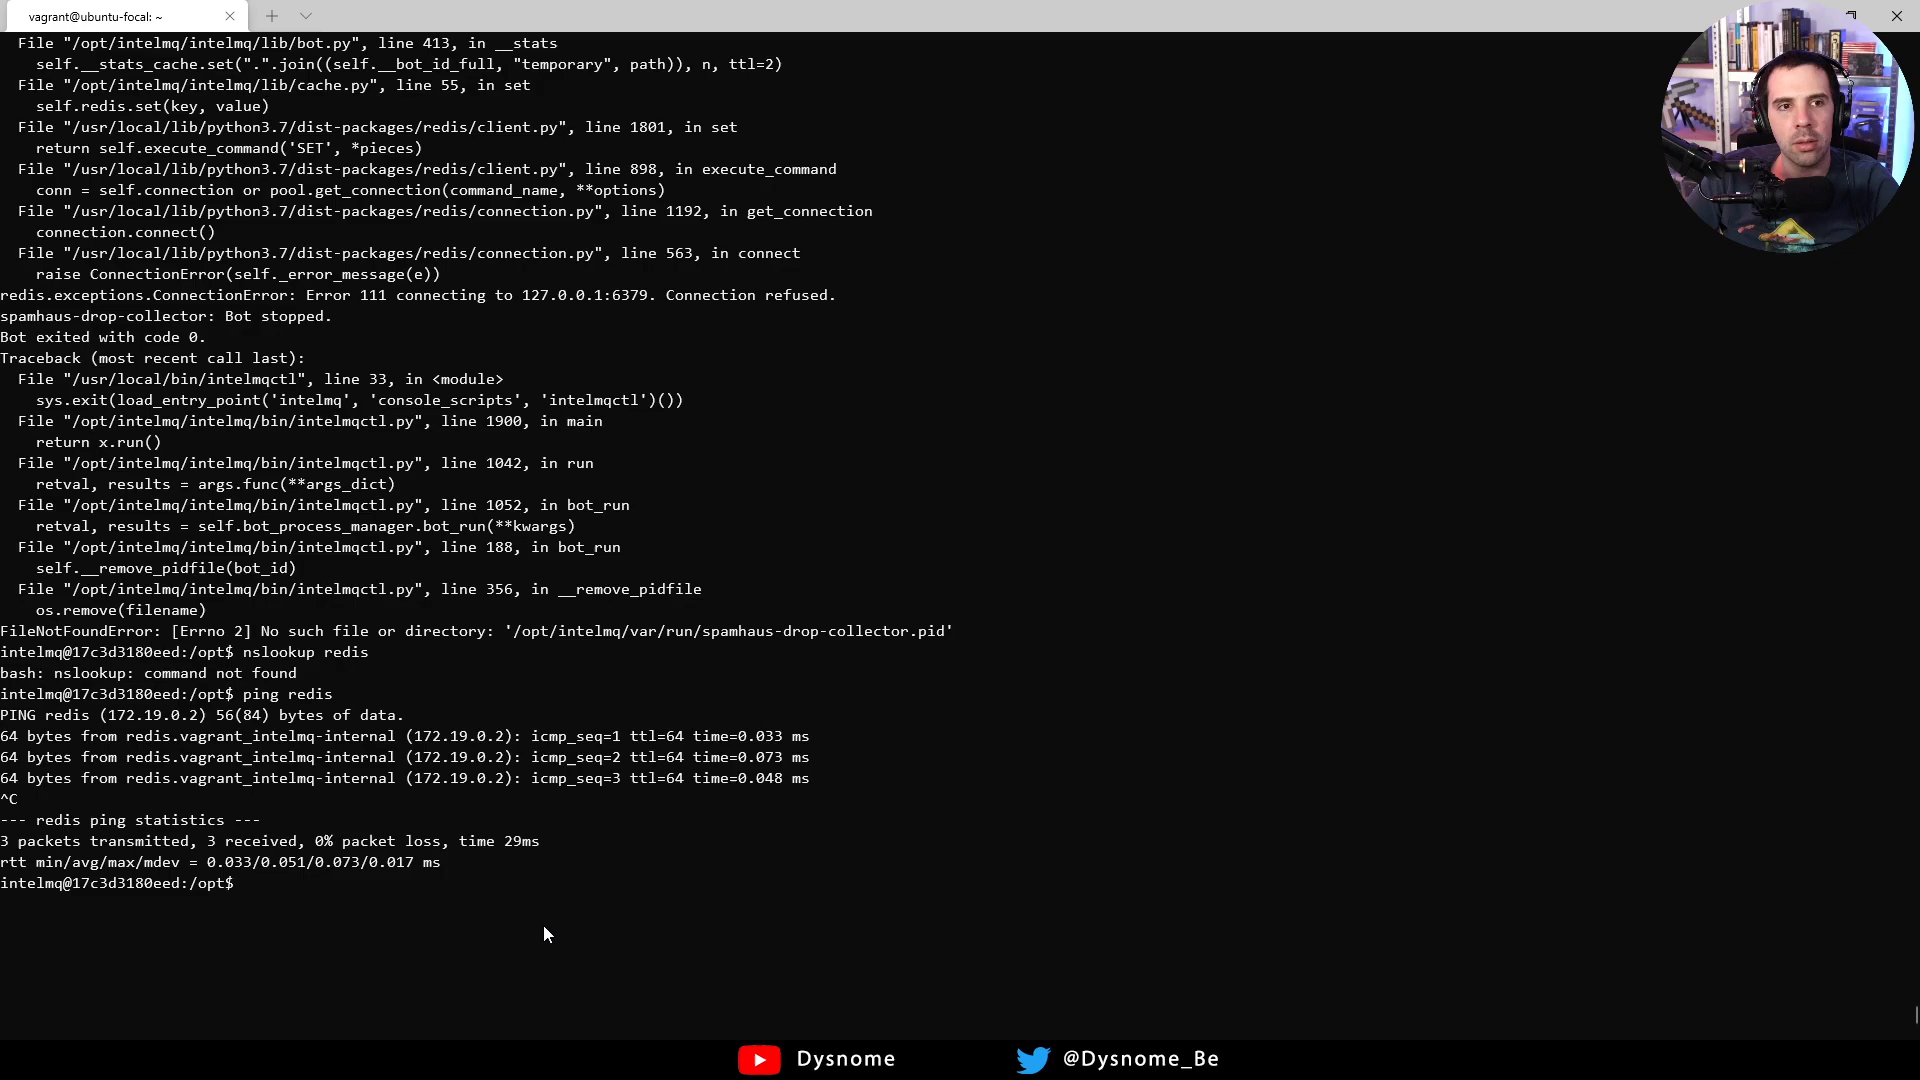 vagrant@ubuntu-focal: ~
File "/opt/intelmq/intelmq/lib/bot.py", line 413, in __stats
self.__stats_cache.set(".".join((self.__bot_id_full, "temporary", path)), n, ttl=2)
File "/opt/intelmq/intelmq/lib/cache.py", line 55, in set
self.redis.set(key, value)
File "/usr/local/lib/python3.7/dist-packages/redis/client.py", line 1801, in set
return self.execute_command('SET', *pieces)
File "/usr/local/lib/python3.7/dist-packages/redis/client.py", line 898, in execute_command
conn = self.connection or pool.get_connection(command_name, **options)
File "/usr/local/lib/python3.7/dist-packages/redis/connection.py", line 1192, in get_connection
connection.connect()
File "/usr/local/lib/python3.7/dist-packages/redis/connection.py", line 563, in connect
raise ConnectionError(self._error_message(e))
redis.exceptions.ConnectionError: Error 111 connecting to 127.0.0.1:6379. Connection refused.
spamhaus-drop-collector: Bot stopped.
Bot exited with code 0.
Traceback (most recent call last):
File "/usr/local/bin/intelmqctl", line 33, in <module>
sys.exit(load_entry_point('intelmq', 'console_scripts', 'intelmqctl')())
File "/opt/intelmq/intelmq/bin/intelmqctl.py", line 1900, in main
return x.run()
File "/opt/intelmq/intelmq/bin/intelmqctl.py", line 1042, in run
retval, results = args.func(**args_dict)
File "/opt/intelmq/intelmq/bin/intelmqctl.py", line 1052, in bot_run
retval, results = self.bot_process_manager.bot_run(**kwargs)
File "/opt/intelmq/intelmq/bin/intelmqctl.py", line 188, in bot_run
self.__remove_pidfile(bot_id)
File "/opt/intelmq/intelmq/bin/intelmqctl.py", line 356, in __remove_pidfile
os.remove(filename)
FileNotFoundError: [Errno 2] No such file or directory: '/opt/intelmq/var/run/spamhaus-drop-collector.pid'
intelmq@17c3d3180eed:/opt$ nslookup redis
bash: nslookup: command not found
intelmq@17c3d3180eed:/opt$ ping redis
PING redis (172.19.0.2) 56(84) bytes of data.
64 bytes from redis.vagrant_intelmq-internal (172.19.0.2): icmp_seq=1 ttl=64 time=0.033 ms
64 bytes from redis.vagrant_intelmq-internal (172.19.0.2): icmp_seq=2 ttl=64 time=0.073 ms
64 bytes from redis.vagrant_intelmq-internal (172.19.0.2): icmp_seq=3 ttl=64 time=0.048 ms
^C
--- redis ping statistics ---
3 packets transmitted, 3 received, 0% packet loss, time 29ms
rtt min/avg/max/mdev = 0.033/0.051/0.073/0.017 ms
intelmq@17c3d3180eed:/opt$
Dysnome
@Dysnome_Be